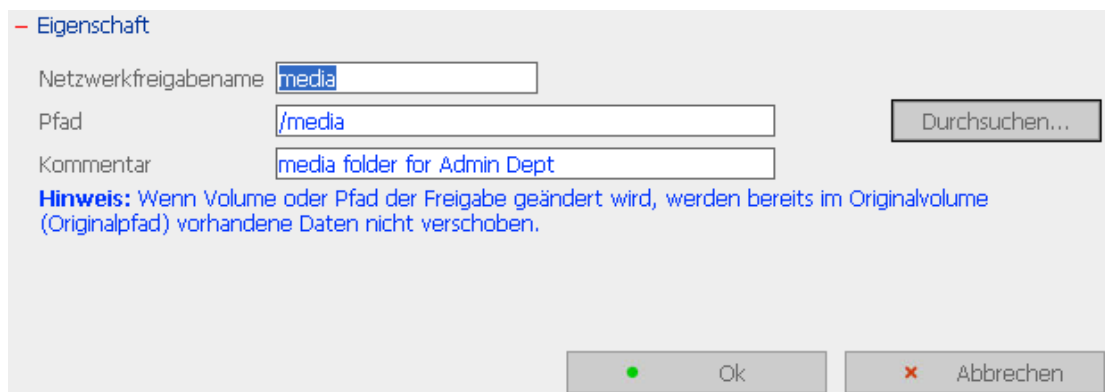 Eigenschaft
Netzwerkfreigabename media
Pfad /media Durchsuchen...
Kommentar media folder for Admin Dept
Hinweis: Wenn Volume oder Pfad der Freigabe geändert wird, werden bereits im Originalvolume
(Originalpfad) vorhandene Daten nicht verschoben.
Ok Abbrechen